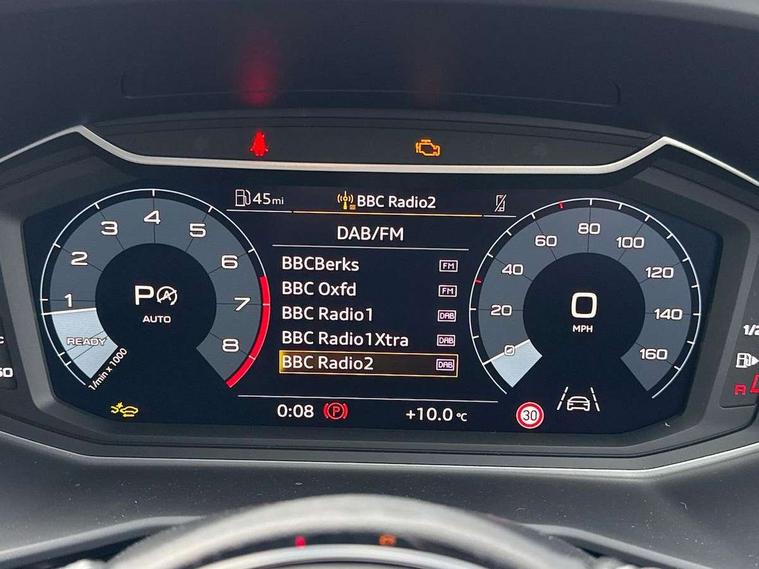 45mi
BBC Radio2
DAB/FM
BBCBerks FM
BBC Oxfd FM
BBC Radio1 DAB
BBC Radio1Xtra DAB
BBC Radio2 DAB
0:08 P +10.0 °C
1 2 3 4 5 6 7 8
READY
1/min x 1000
P A
AUTO
0 20 40 60 80 100 120 140 160
0
MPH
30
1/2
R